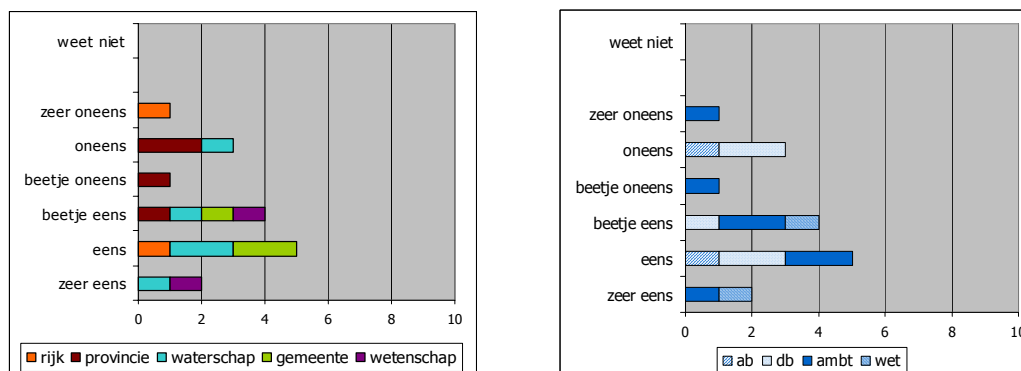 weet niet
zeer oneens
oneens
beetje oneens
beetje eens
eens
zeer eens
0 2 4 6 8 10
rijk provincie waterschap gemeente wetenschap
weet niet
zeer oneens
oneens
beetje oneens
beetje eens
eens
zeer eens
0 2 4 6 8 10
ab db ambt wet